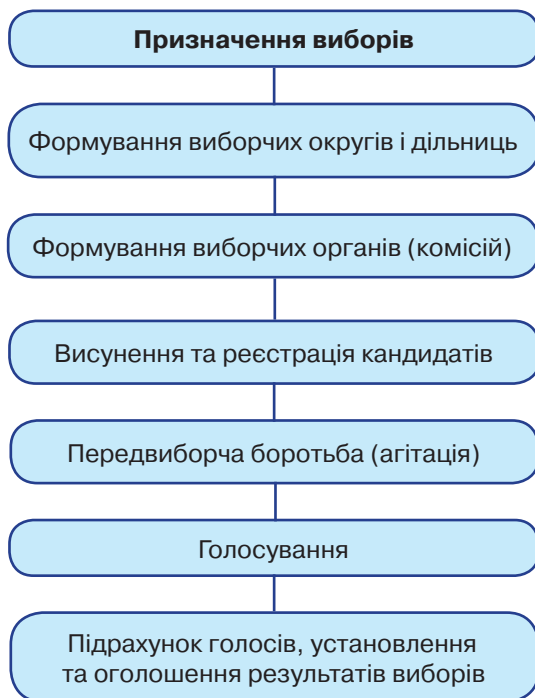 Призначення виборів
Формування виборчих округів і дільниць
Формування виборчих органів (комісій)
Висунення та реєстрація кандидатів
Передвиборча боротьба (агітація)
Голосування
Підрахунок голосів, установлення
та оголошення результатів виборів